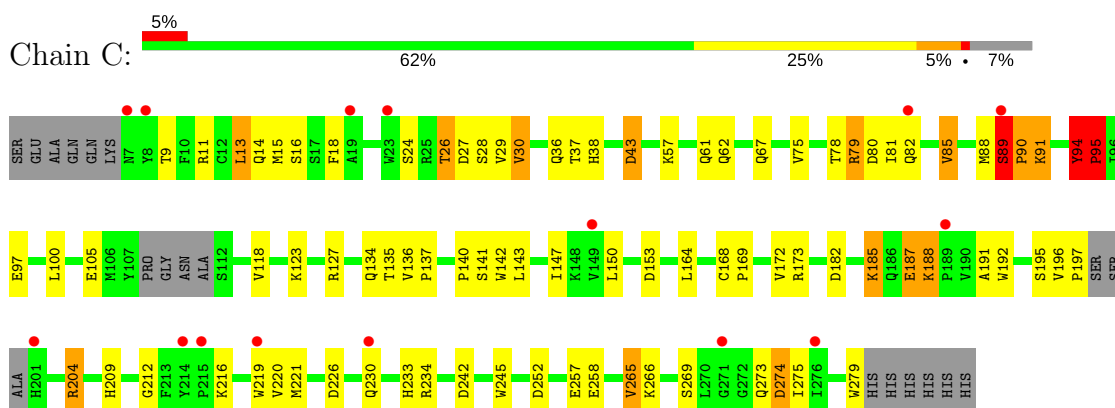 5%
Chain C:
62% 25% 5% • 7%
SER GLU ALA GLN GLN LYS N7 Y8 T9 F10 R11 C12 L13 Q14 M15 S16 S17 F18 A19 W23 S24 R25 T26 D27 S28 V29 V30 Q36 T37 H38 D43 K57 Q61 Q62 Q67 V75 T78 R79 D80 I81 Q82 V85 M88 S89 P90 K91 Y94 P95 I96
E97 L100 E105 M106 Y107 PRO GLY ASN ALA S112 V118 K123 R127 Q134 T135 V136 P137 P140 S141 W142 L143 I147 K148 V149 L150 D153 L164 C168 P169 V172 R173 D182 K185 Q186 E187 K188 P189 V190 A191 W192 S195 V196 P197 SER SER
ALA H201 R204 H209 G212 F213 Y214 P215 K216 W219 V220 M221 D226 Q230 H233 R234 D242 W245 D252 E257 E258 V265 K266 S269 L270 G271 G272 Q273 D274 I275 I276 W279 HIS HIS HIS HIS HIS HIS